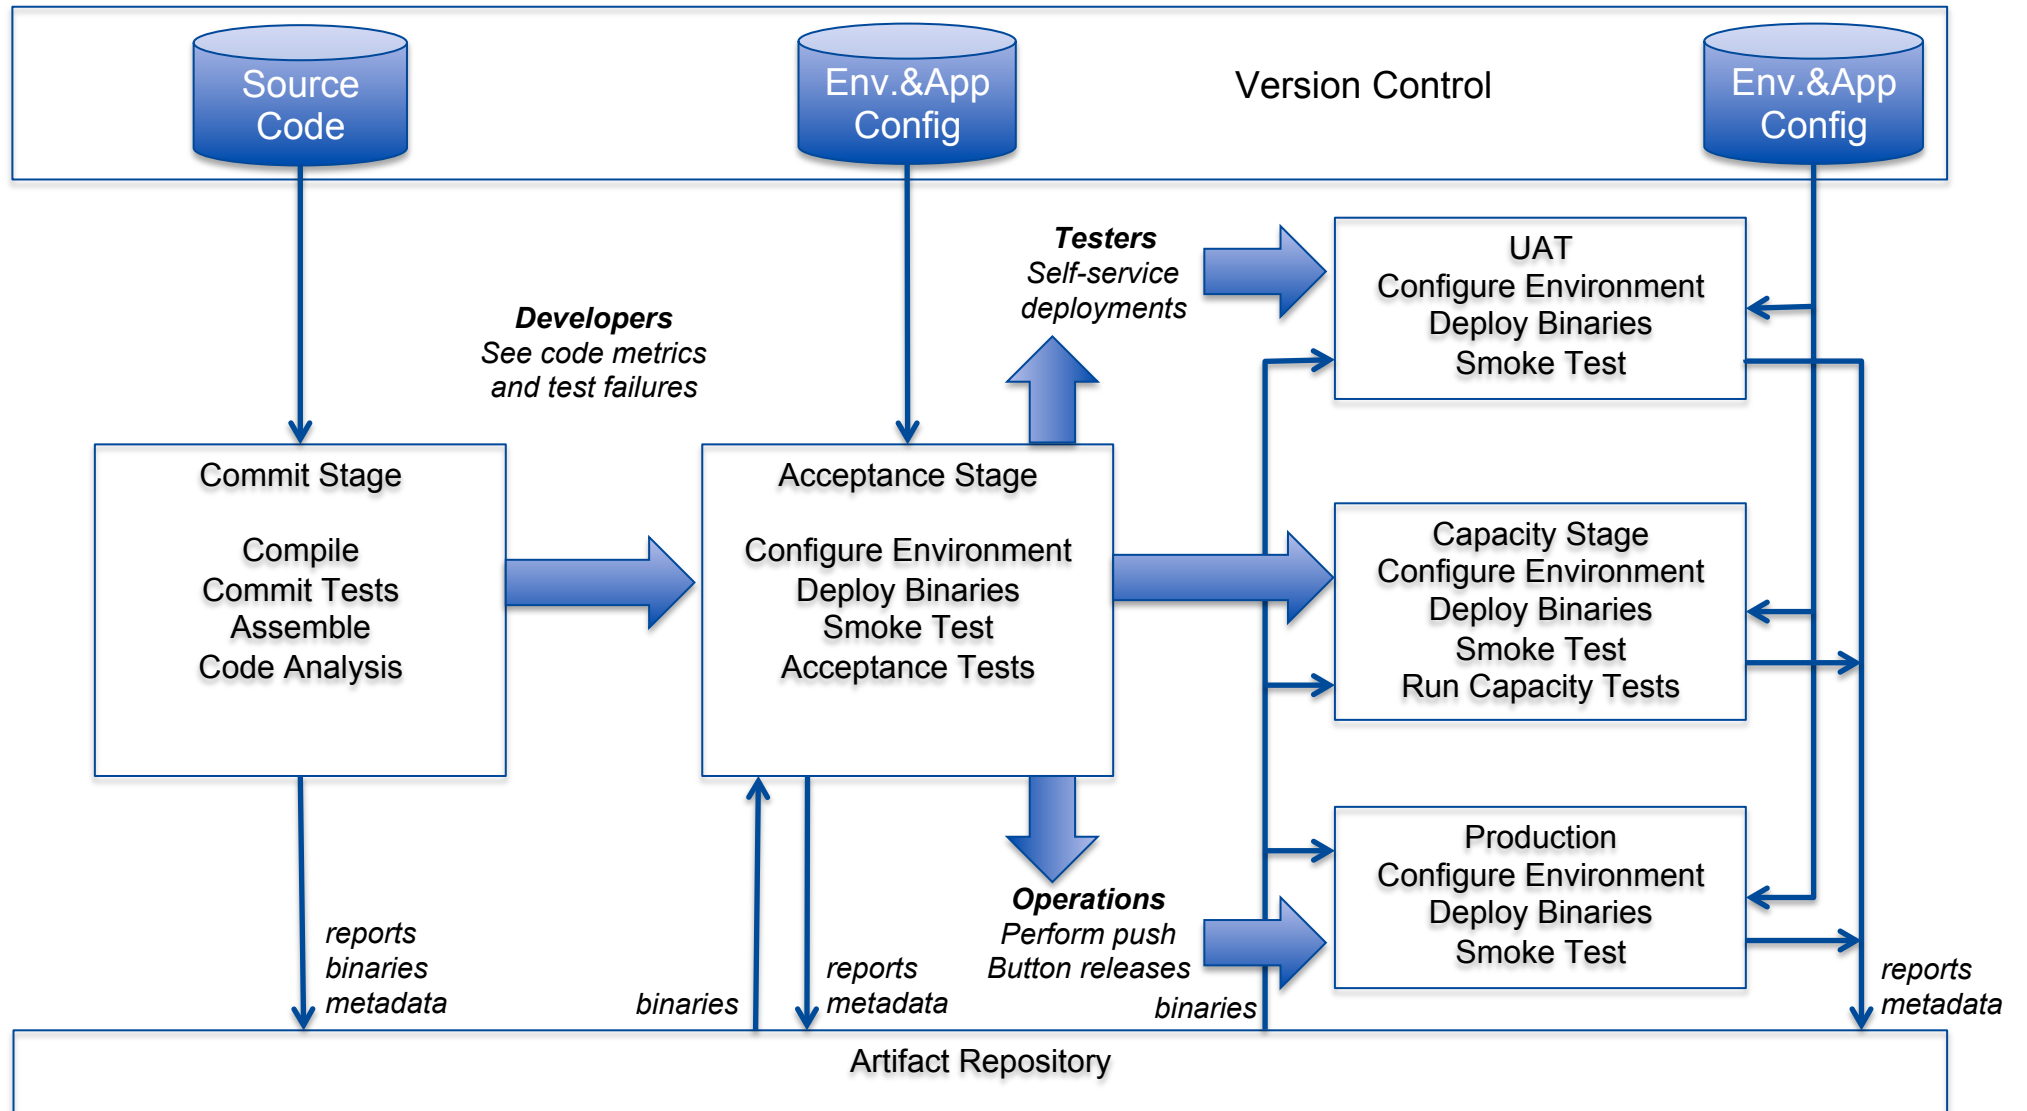 Source
Code
Env.&App
Config
Version Control
Env.&App
Config
Developers
See code metrics
and test failures
Testers
Self-service
deployments
UAT
Configure Environment
Deploy Binaries
Smoke Test
Commit Stage
Compile
Commit Tests
Assemble
Code Analysis
Acceptance Stage
Configure Environment
Deploy Binaries
Smoke Test
Acceptance Tests
Capacity Stage
Configure Environment
Deploy Binaries
Smoke Test
Run Capacity Tests
Operations
Perform push
Button releases
Production
Configure Environment
Deploy Binaries
Smoke Test
reports
binaries
metadata
binaries
reports
metadata
binaries
reports
metadata
Artifact Repository